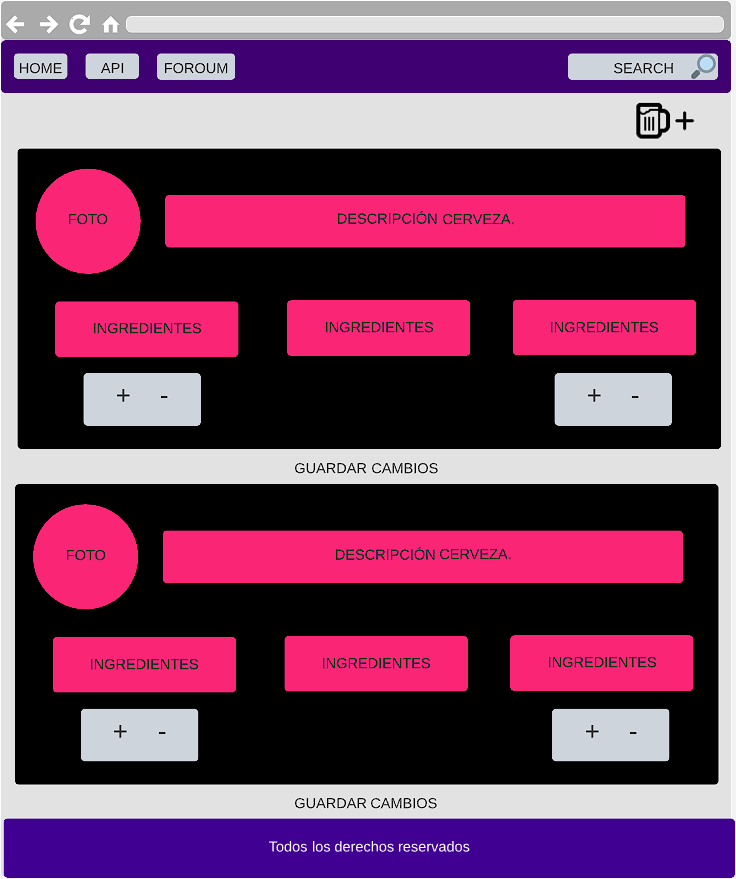 HOME API FOROUM SEARCH
+
FOTO DESCRIPCIÓN CERVEZA.
INGREDIENTES INGREDIENTES INGREDIENTES
+ - + -
GUARDAR CAMBIOS
FOTO DESCRIPCIÓN CERVEZA.
INGREDIENTES INGREDIENTES INGREDIENTES
+ - + -
GUARDAR CAMBIOS
Todos los derechos reservados